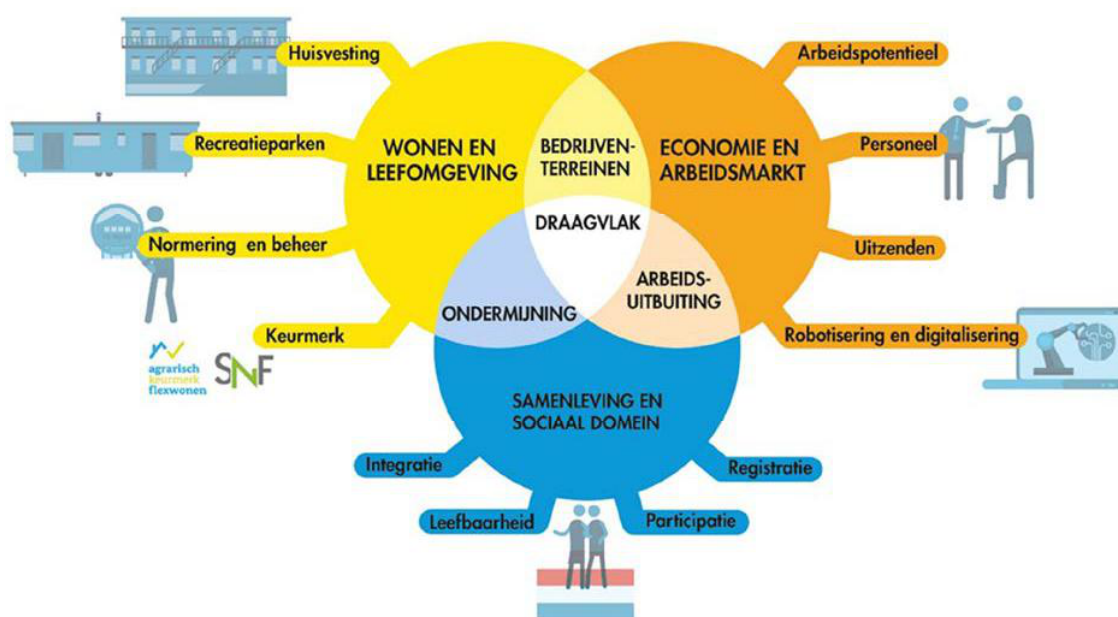 Huisvesting
Recreatieparken
Normering en beheer
Keurmerk
agrarisch
keurmerk
flexwonen
SNF
WONEN EN
LEEFOMGEVING
BEDRIJVEN-
TERREINEN
ECONOMIE EN
ARBEIDSMARKT
DRAAGVLAK
ONDERMIJNING
ARBEIDS-
UITBUITING
SAMENLEVING EN
SOCIAAL DOMEIN
Arbeidspotentieel
Personeel
Uitzenden
Robotisering en digitalisering
Integratie
Leefbaarheid
Participatie
Registratie